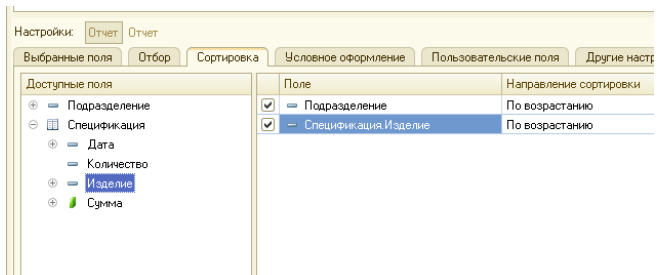 Настройки: Отчет Отчет
Выбранные поля Отбор Сортировка Условное оформление Пользовательские поля Другие настр
Доступные поля Поле Направление сортировки
Подразделение Подразделение По возрастанию
Спецификация Спецификация.Изделие По возрастанию
Дата
Количество
Изделие
Сумма